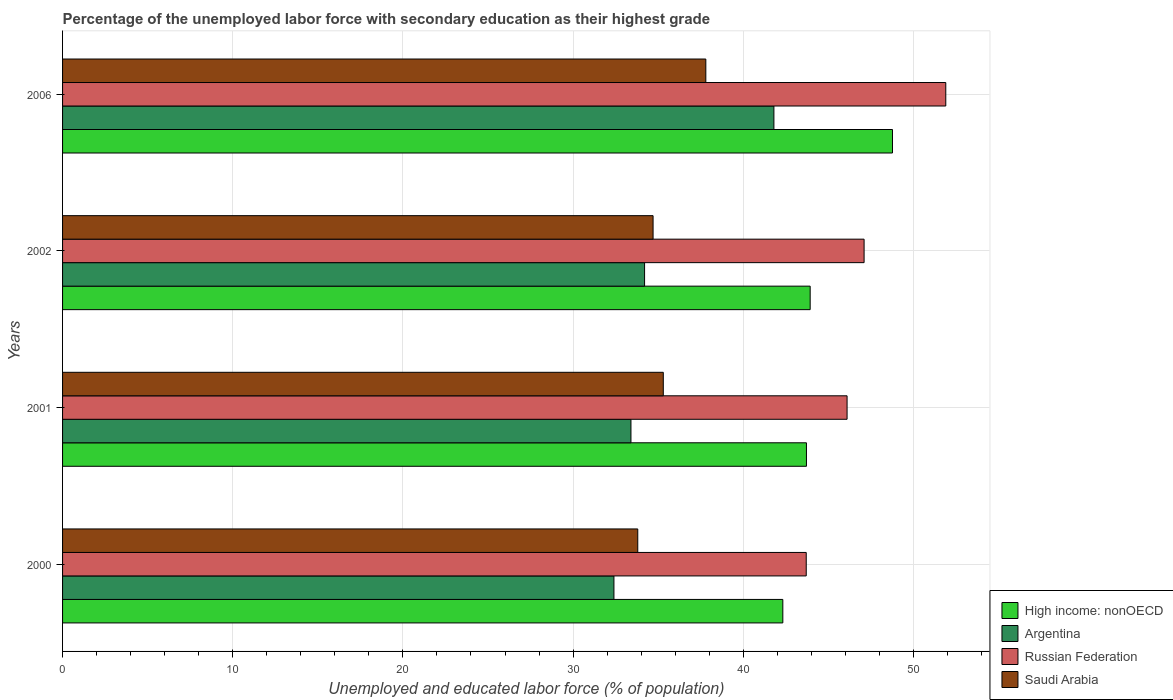 Percentage of the unemployed labor force with secondary education as their highest grade
Years
2006
2002
2001
2000
0
10
20
30
40
50
Unemployed and educated labor force (% of population)
High income: nonOECD
Argentina
Russian Federation
Saudi Arabia